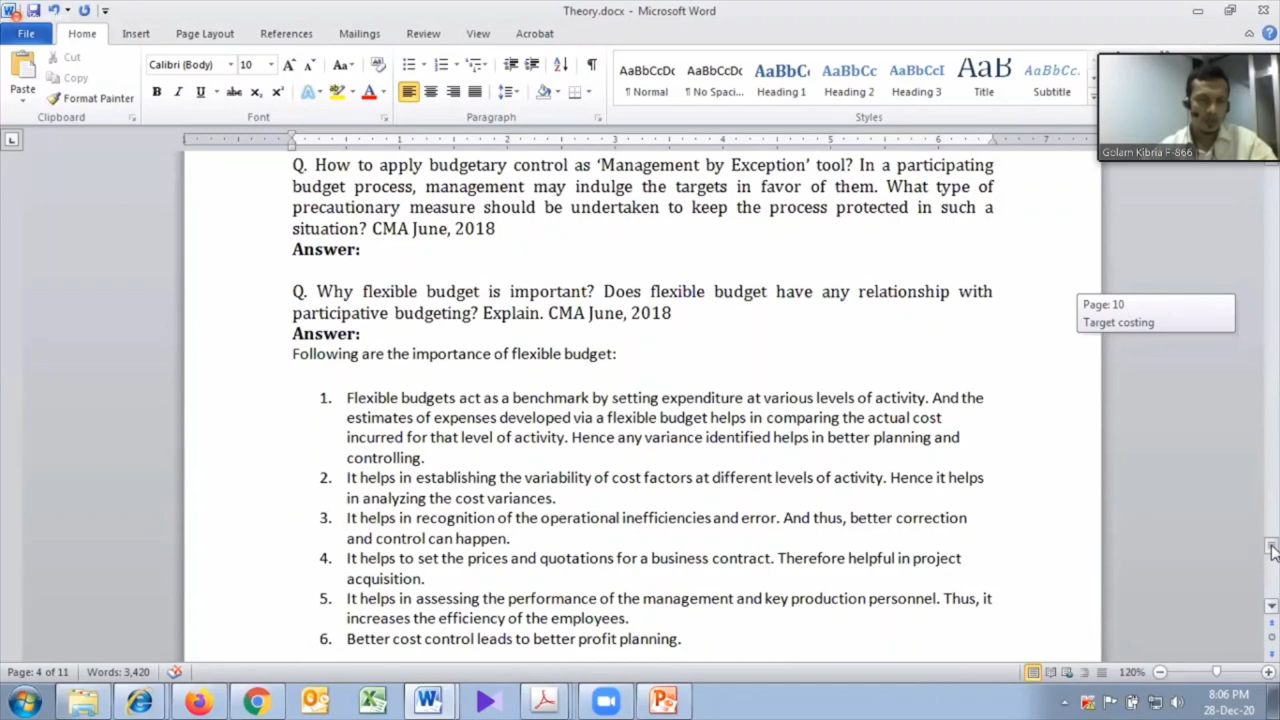 Theory.docx - Microsoft Word
File Home Insert Page Layout References Mailings Review View Acrobat
Paste
Cut
Copy
Format Painter
Clipboard
Calibri (Body) 10
Font
Paragraph
AaBbCcDc AaBbCcDc AaBbC AaBbCc AaBbCcI AaB AaBbCc.
¶ Normal ¶ No Spaci... Heading 1 Heading 2 Heading 3 Title Subtitle
Styles
Golam Kibria F-866
1 1 2 3 4 5 6 7
Q. How to apply budgetary control as ‘Management by Exception’ tool? In a participating
budget process, management may indulge the targets in favor of them. What type of
precautionary measure should be undertaken to keep the process protected in such a
situation? CMA June, 2018
Answer:
Q. Why flexible budget is important? Does flexible budget have any relationship with
participative budgeting? Explain. CMA June, 2018
Answer:
Following are the importance of flexible budget:
1. Flexible budgets act as a benchmark by setting expenditure at various levels of activity. And the
estimates of expenses developed via a flexible budget helps in comparing the actual cost
incurred for that level of activity. Hence any variance identified helps in better planning and
controlling.
2. It helps in establishing the variability of cost factors at different levels of activity. Hence it helps
in analyzing the cost variances.
3. It helps in recognition of the operational inefficiencies and error. And thus, better correction
and control can happen.
4. It helps to set the prices and quotations for a business contract. Therefore helpful in project
acquisition.
5. It helps in assessing the performance of the management and key production personnel. Thus, it
increases the efficiency of the employees.
6. Better cost control leads to better profit planning.
Page: 10
Target costing
Page: 4 of 11 Words: 3,420 120%
8:06 PM
28-Dec-20